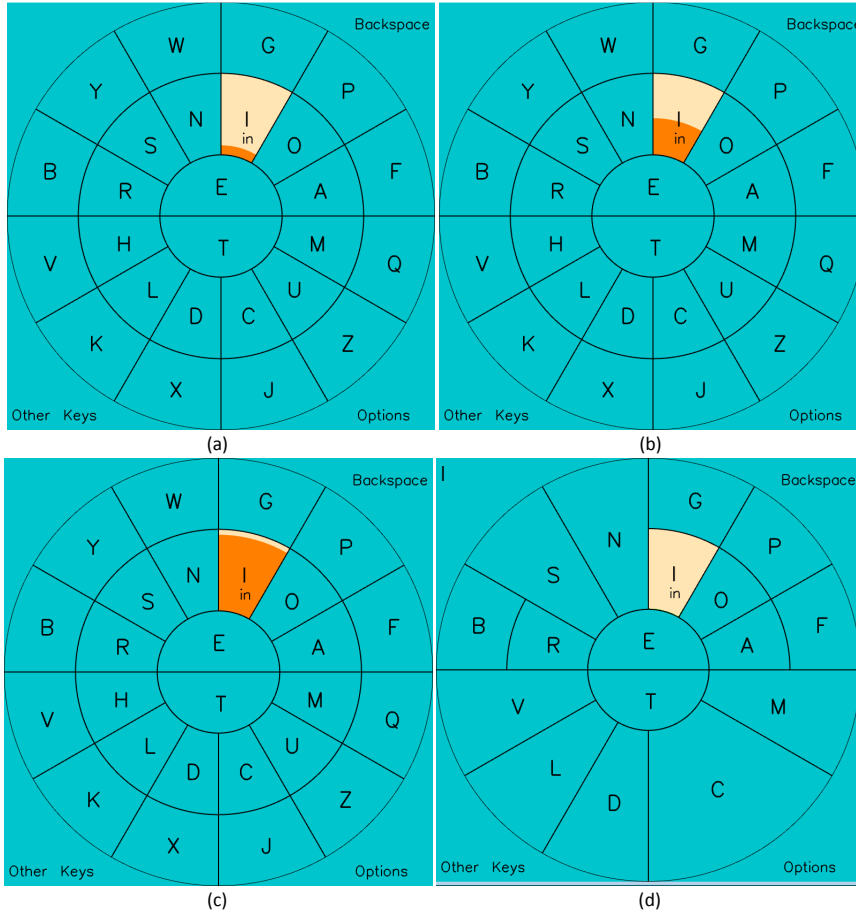 Backspace
W G
Y P
N I
in
S O
B F
R A
E
T
H M
V Q
L U
D C
K Z
X J
Other Keys Options
(a)
Backspace
W G
Y P
N I
in
S O
B F
R A
E
T
H M
V Q
L U
D C
K Z
X J
Other Keys Options
(b)
Backspace
W G
Y P
N I
in
S O
B F
R A
E
T
H M
V Q
L U
D C
K Z
X J
Other Keys Options
(c)
I
Backspace
G
N P
S I
in
O
B F
R A
E
T
V M
L C
D
Other Keys Options
(d)